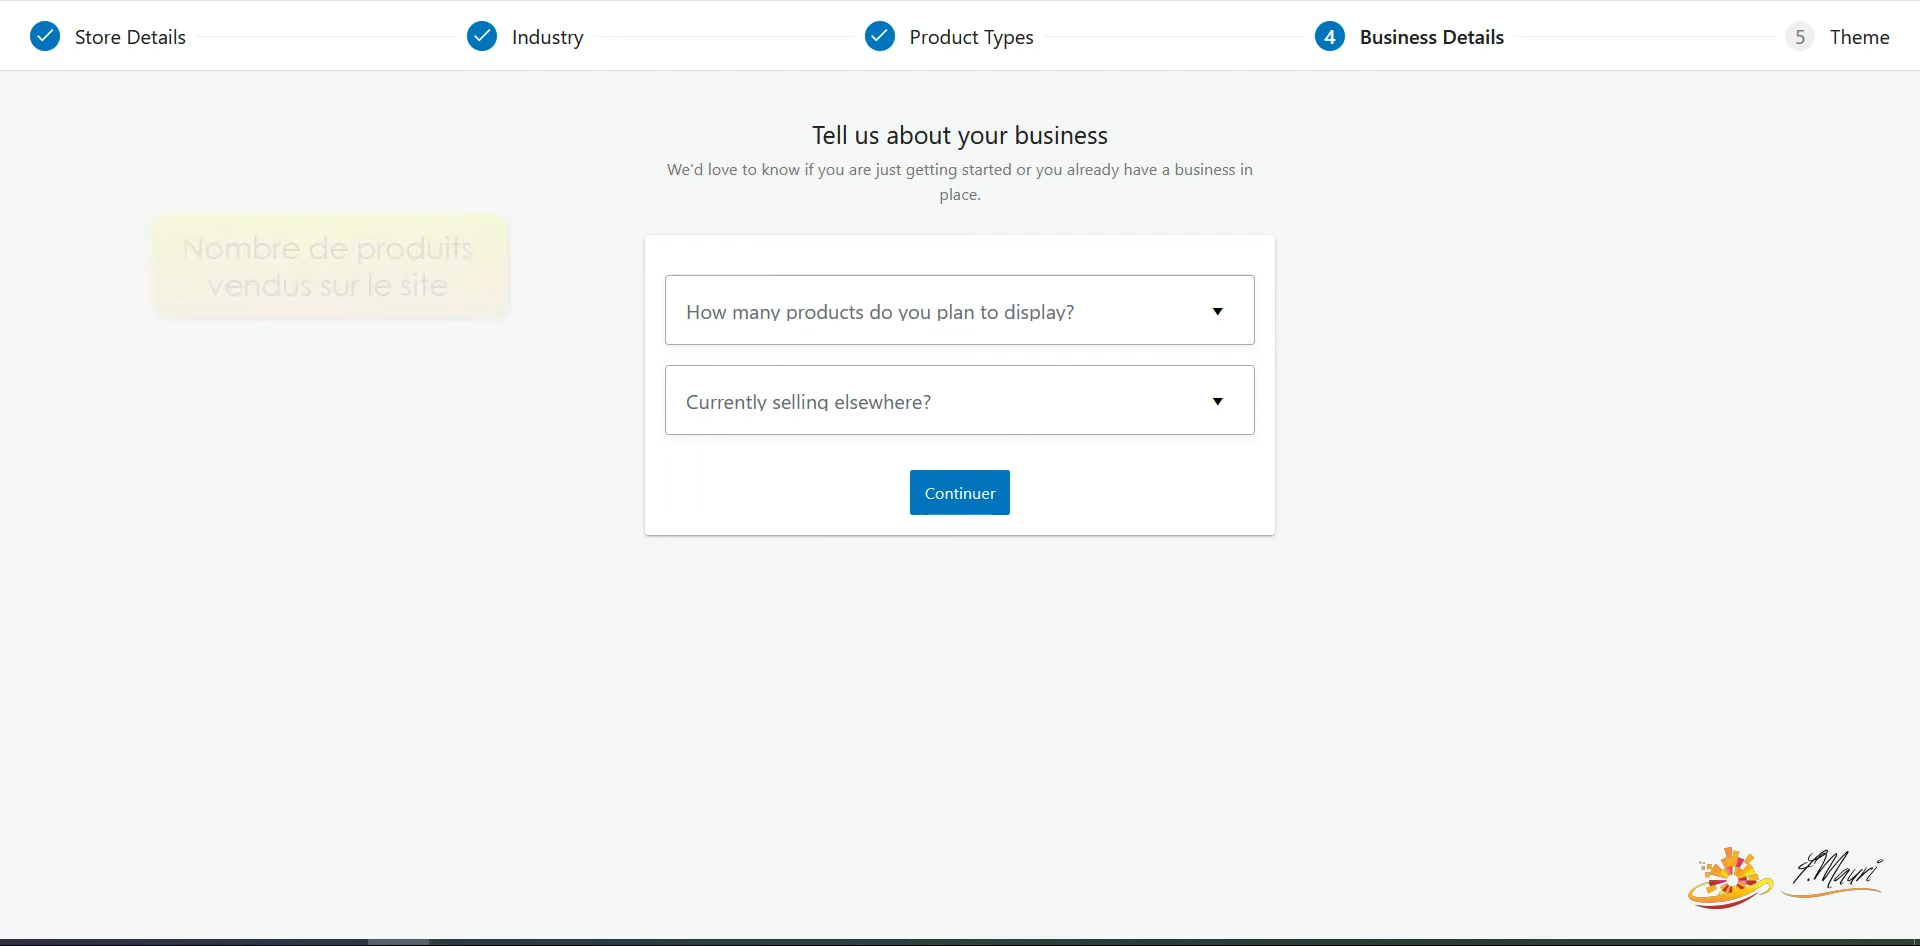 Store Details
Industry
Product Types
4 Business Details
5 Theme
Tell us about your business
We'd love to know if you are just getting started or you already have a business in
place.
Nombre de produits
vendus sur le site
How many products do you plan to display?
Currently selling elsewhere?
Continuer
F.Mauri